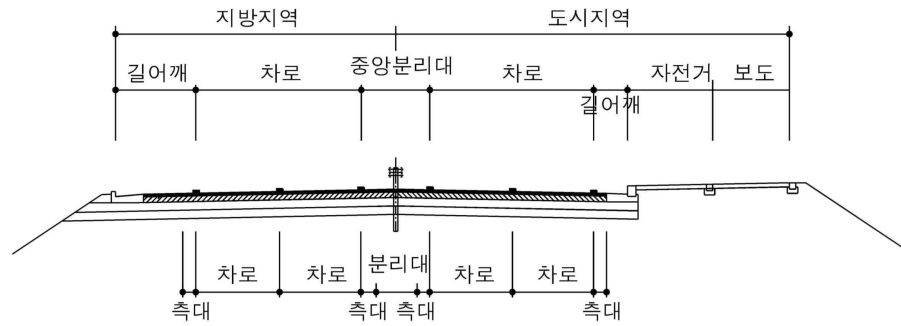 지방지역 도시지역
길어깨 차로 중앙분리대 차로 길어깨 자전거 보도
차로 차로 분리대 차로 차로
측대 측대 측대 측대